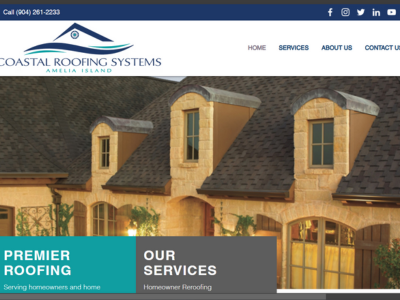 Call (904) 261-2233
COASTAL ROOFING SYSTEMS
AMELIA ISLAND
HOME SERVICES ABOUT US CONTACT US
PREMIER
ROOFING
Serving homeowners and home
OUR
SERVICES
Homeowner Reroofing